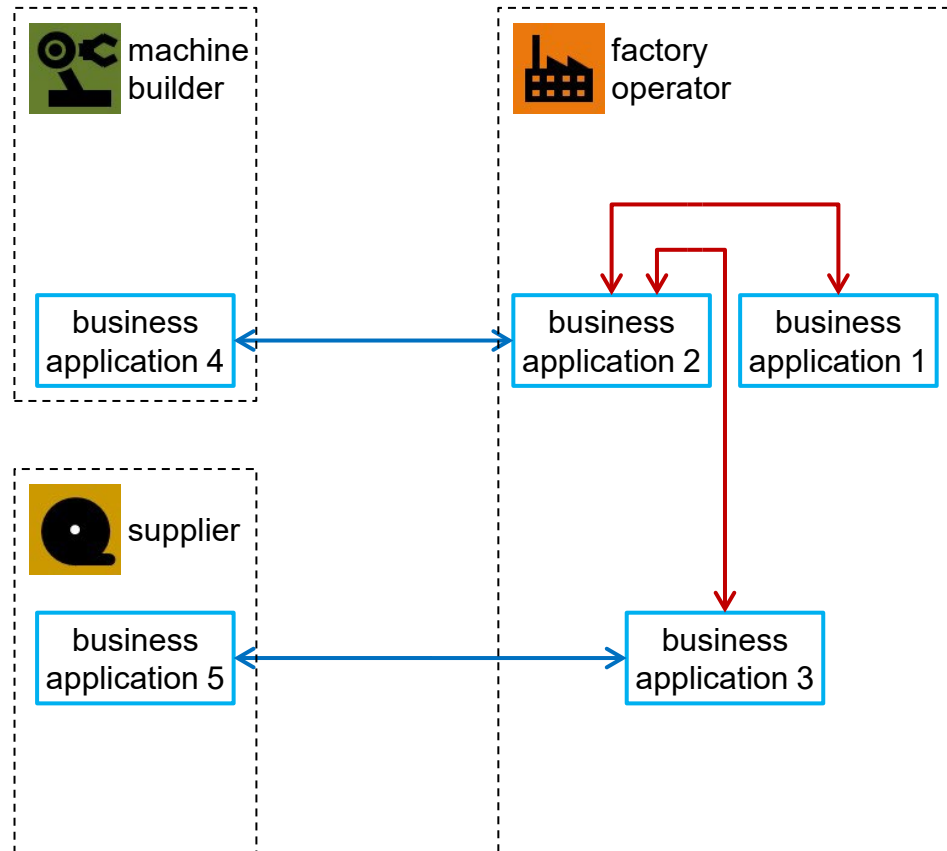 machine
builder
factory
operator
business
application 4
business
application 2
business
application 1
supplier
business
application 5
business
application 3